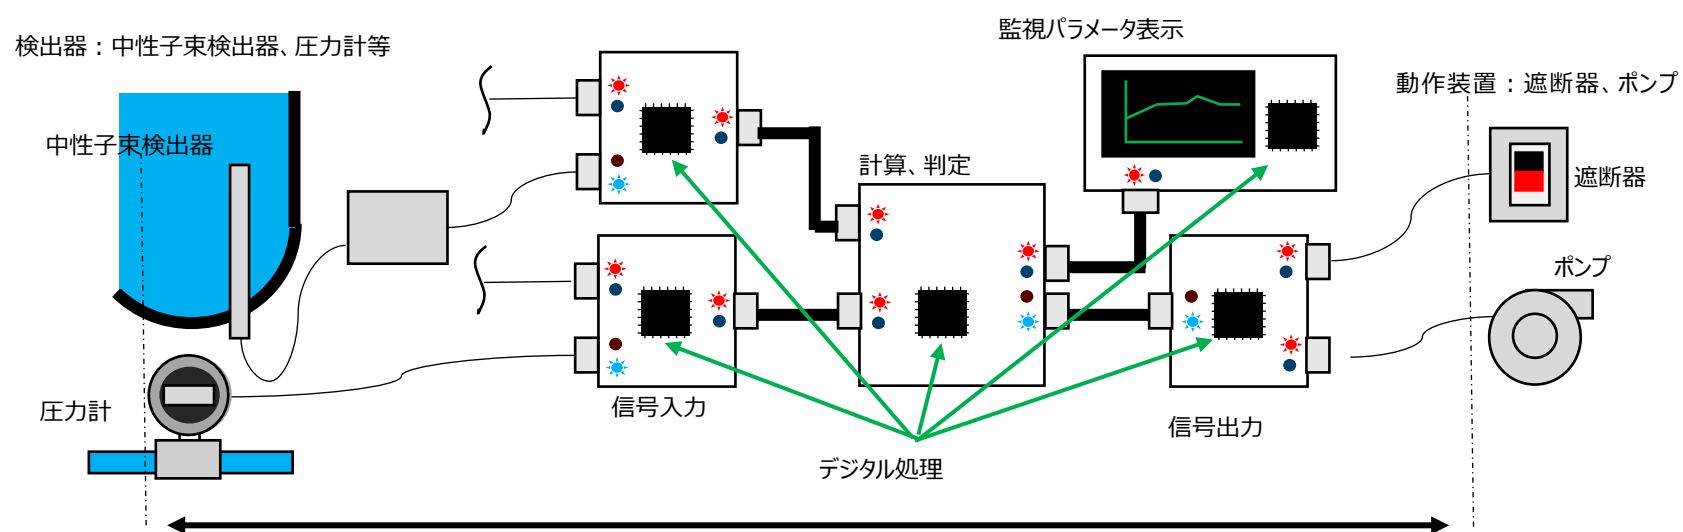 監視パラメータ表示
検出器：中性子束検出器、圧力計等
動作装置：遮断器、ポンプ
中性子束検出器
計算、判定
遮断器
ポンプ
圧力計
信号入力
信号出力
デジタル処理